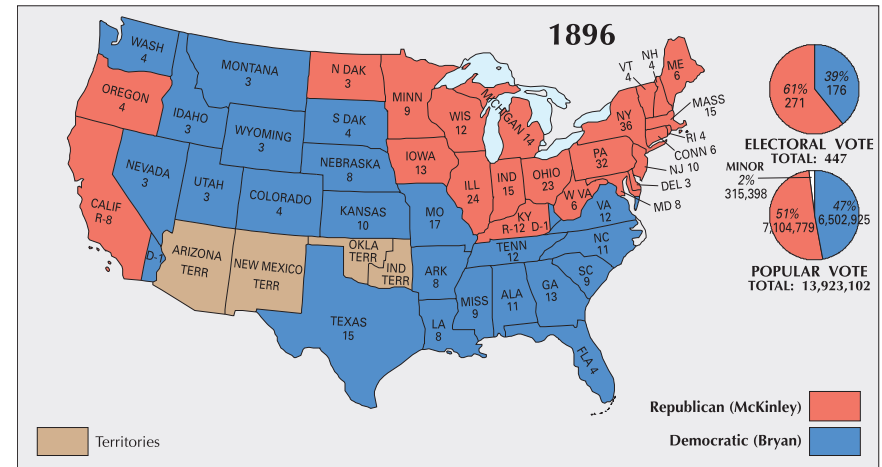 1896
WASH
4
MONTANA
3
N DAK
3
MINN
9
OREGON
4
IDAHO
3
WYOMING
3
S DAK
4
WIS
12
MICHIGAN 14
VT
4
NH
4
ME
6
MASS
15
NY
36
RI 4
CONN 6
NJ 10
DEL 3
MD 8
PA
32
NEBRASKA
8
IOWA
13
NEVADA
3
UTAH
3
COLORADO
4
KANSAS
10
MO
17
ILL
24
IND
15
OHIO
23
W VA
6
VA
12
KY
R-12 D-1
CALIF
R-8
D-1
ARIZONA
TERR
NEW MEXICO
TERR
OKLA
TERR
IND
TERR
TENN
12
NC
11
SC
9
ARK
8
MISS
9
ALA
11
GA
13
TEXAS
15
LA
8
FLA 4
61%
271
39%
176
ELECTORAL VOTE
TOTAL: 447
MINOR
2%
315,398
51%
7,104,779
47%
6,502,925
POPULAR VOTE
TOTAL: 13,923,102
Republican (McKinley)
Democratic (Bryan)
Territories